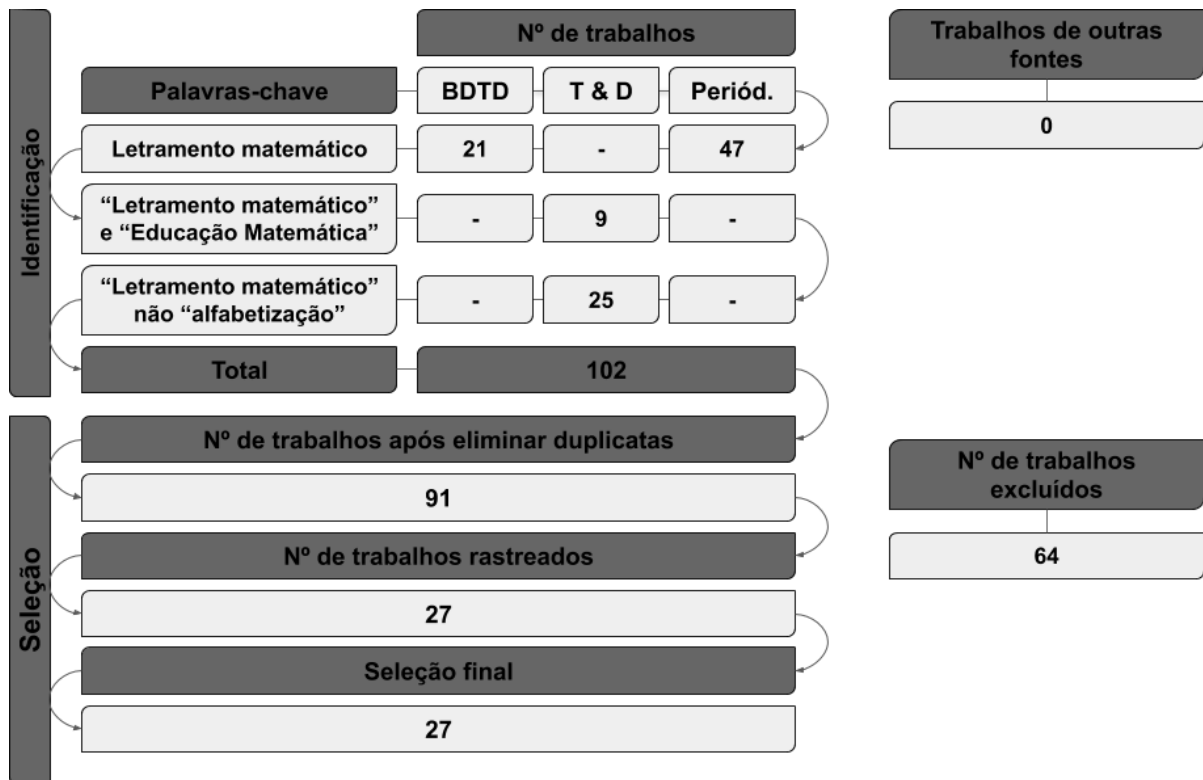 Identificação
Nº de trabalhos
Palavras-chave
BDTD
T & D
Periód.
Letramento matemático
21
-
47
“Letramento matemático”
e “Educação Matemática”
-
9
-
“Letramento matemático”
não “alfabetização”
-
25
-
Total
102
Trabalhos de outras
fontes
0
Seleção
Nº de trabalhos após eliminar duplicatas
91
Nº de trabalhos rastreados
27
Seleção final
27
Nº de trabalhos
excluídos
64